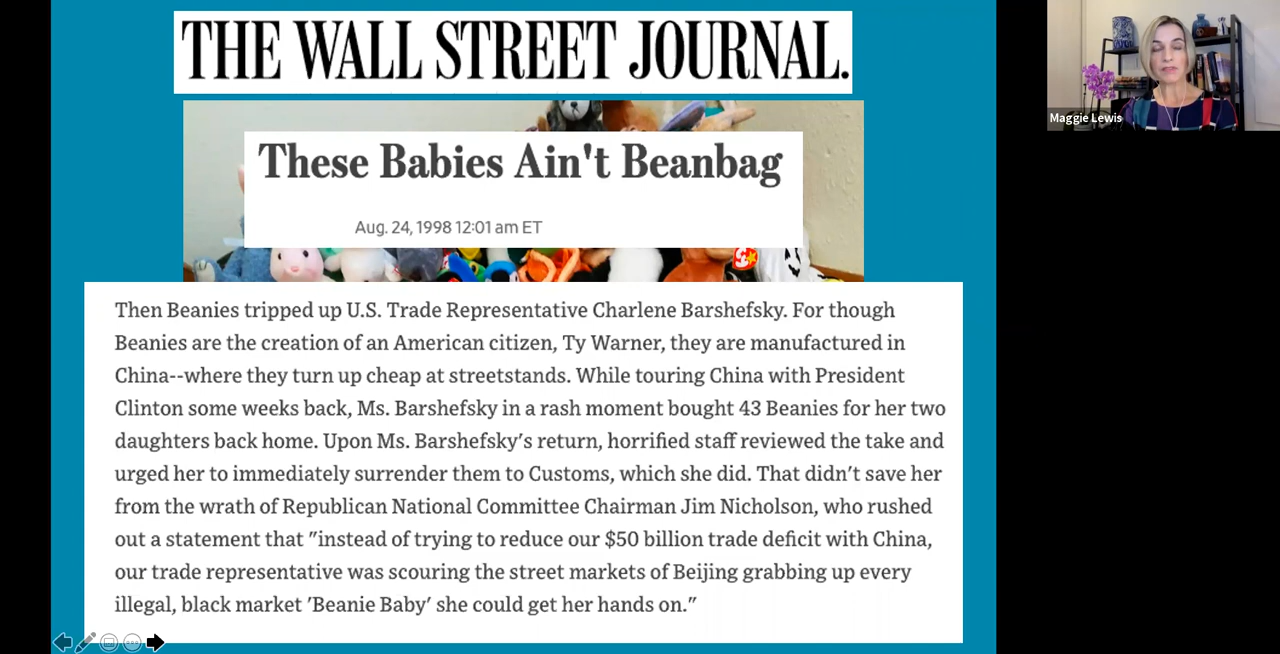 THE WALL STREET JOURNAL.
Maggie Lewis
These Babies Ain't Beanbag
Aug. 24, 1998 12:01 am ET
ty
Then Beanies tripped up U.S. Trade Representative Charlene Barshefsky. For though
Beanies are the creation of an American citizen, Ty Warner, they are manufactured in
China--where they turn up cheap at streetstands. While touring China with President
Clinton some weeks back, Ms. Barshefsky in a rash moment bought 43 Beanies for her two
daughters back home. Upon Ms. Barshefsky's return, horrified staff reviewed the take and
urged her to immediately surrender them to Customs, which she did. That didn't save her
from the wrath of Republican National Committee Chairman Jim Nicholson, who rushed
out a statement that "instead of trying to reduce our $50 billion trade deficit with China,
our trade representative was scouring the street markets of Beijing grabbing up every
illegal, black market 'Beanie Baby' she could get her hands on."